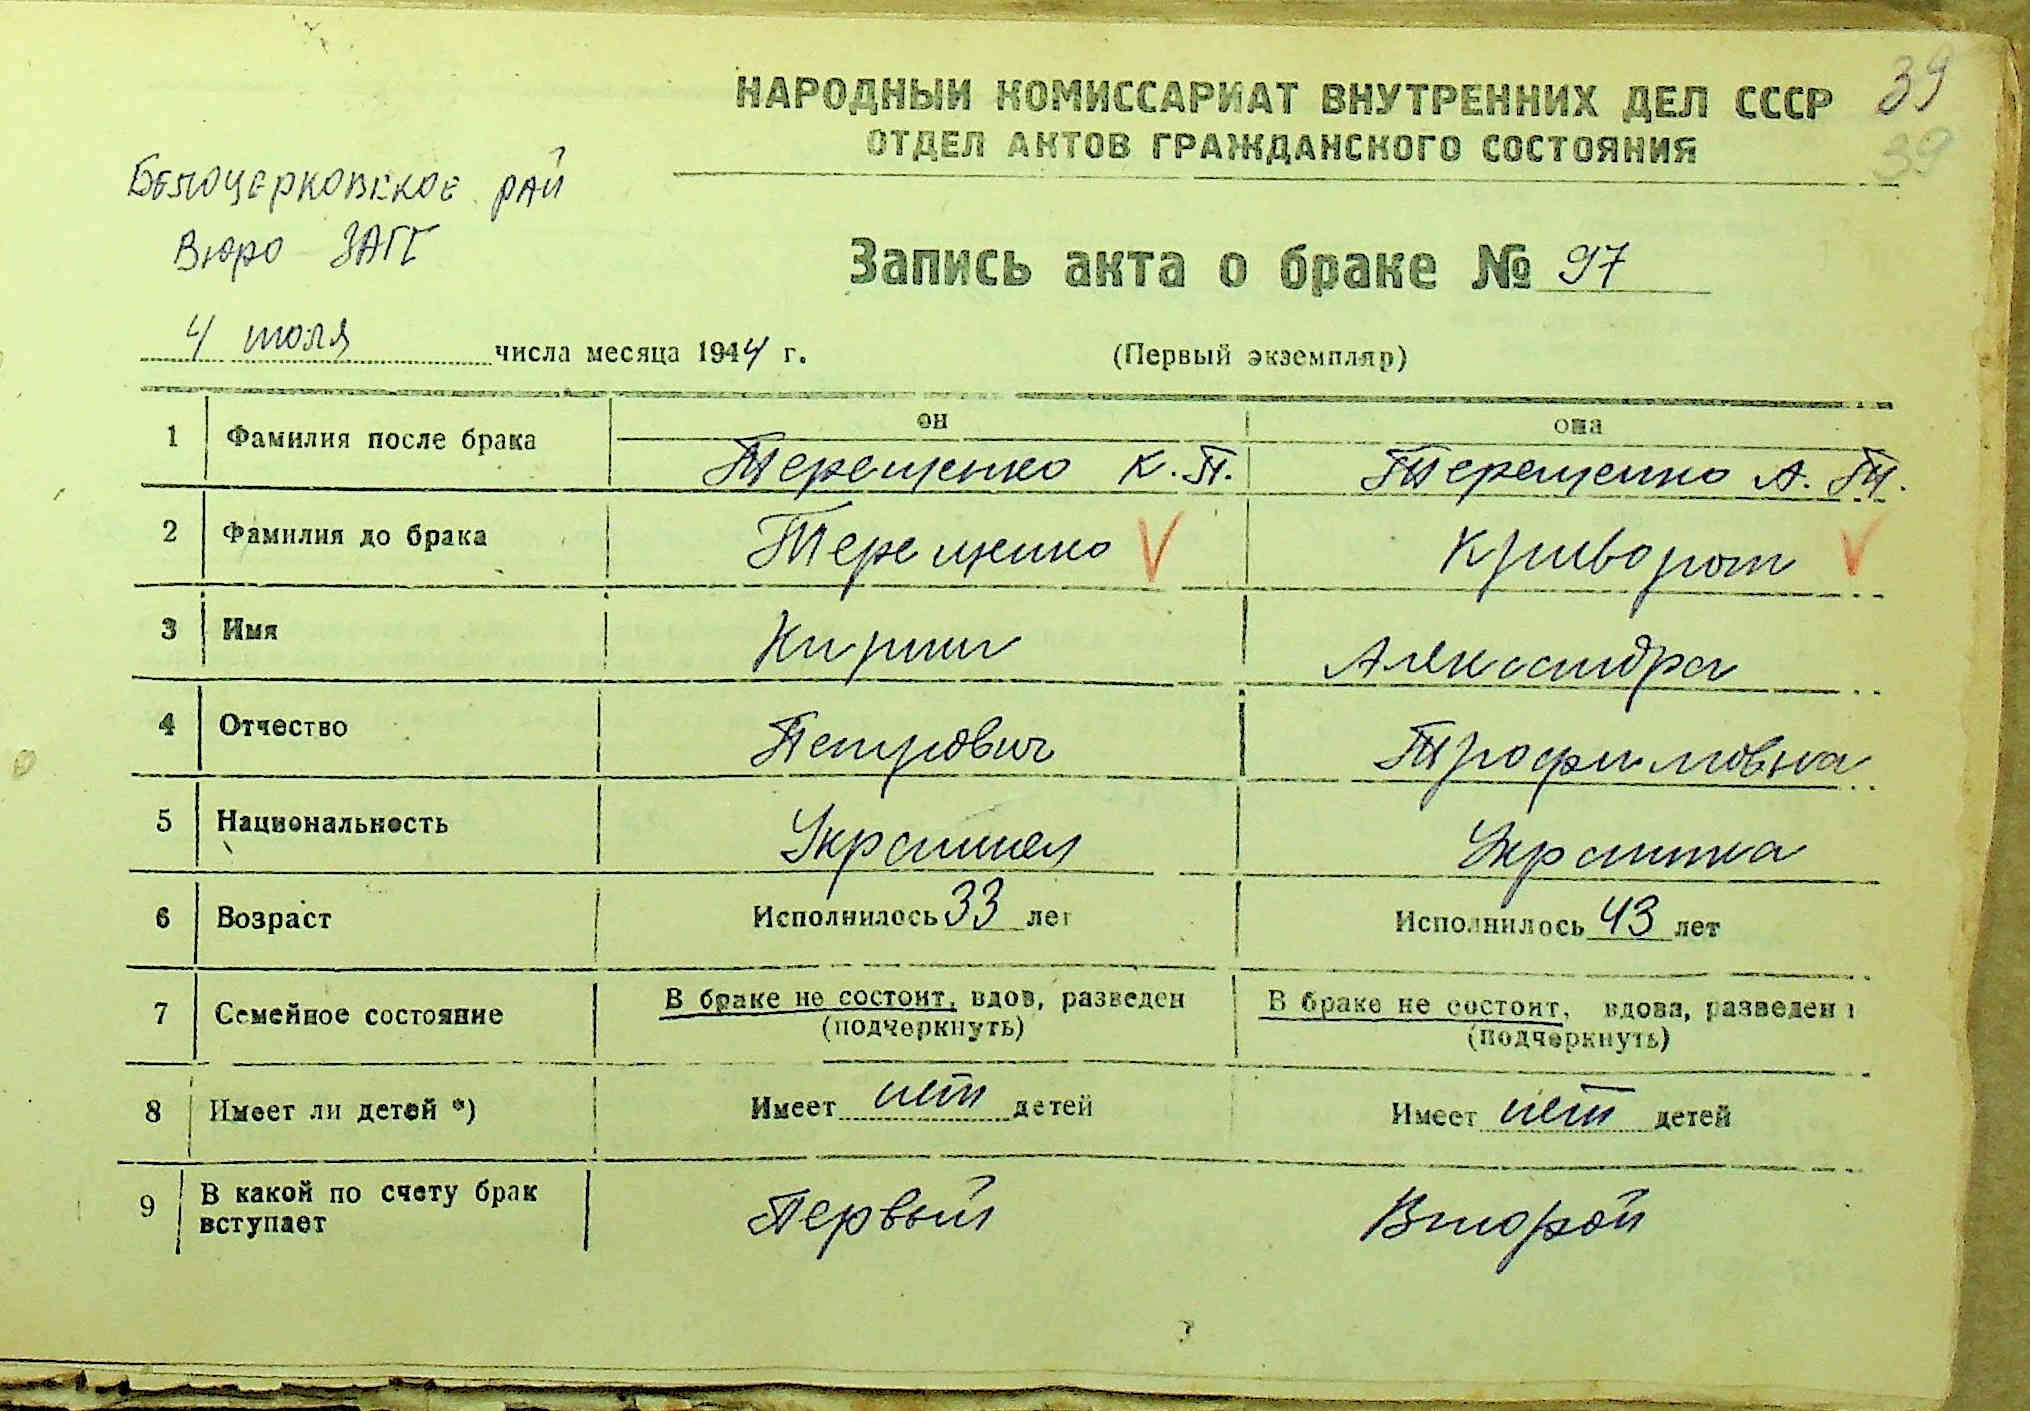 НАРОДНЫЙ КОМИССАРИАТ ВНУТРЕННИХ ДЕЛ СССР 39
ОТДЕЛ АКТОВ ГРАЖДАНСКОГО СОСТОЯНИЯ 39
Белоцерковское рай
Бюро ЗАГС
Запись акта о браке № 97
4 июля числа месяца 1944 г. (Первый экземпляр)
он она
1 Фамилия после брака Терещенко К. П. Терещенко А. Т.
2 Фамилия до брака Терещенко V Криворот V
3 Имя Кирилл Александра
4 Отчество Петрович Трофимовна
5 Национальность Украинец Украинка
6 Возраст Исполнилось 33 лет Исполнилось 43 лет
7 Семейное состояние В браке не состоит, вдов, разведен В браке не состоит, вдова, разведена
(подчеркнуть) (подчеркнуть)
8 Имеет ли детей *) Имеет нет детей Имеет нет детей
9 В какой по счету брак вступает Первый Второй